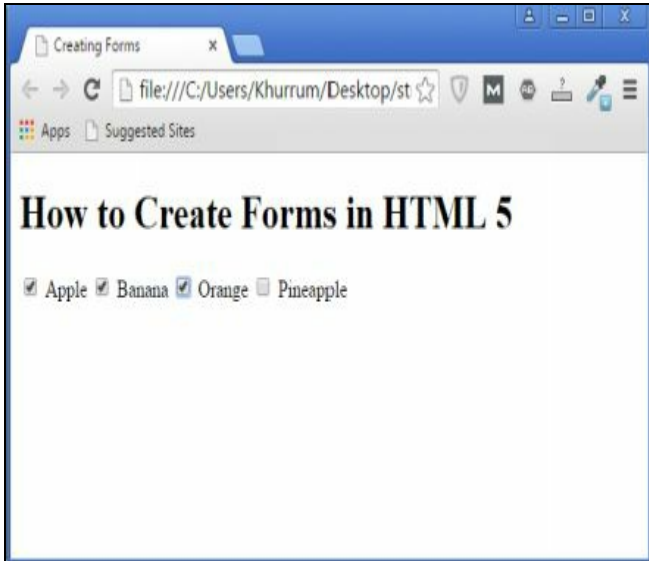 Creating Forms
file:///C:/Users/Khurrum/Desktop/st
Apps Suggested Sites
How to Create Forms in HTML 5
Apple Banana Orange Pineapple